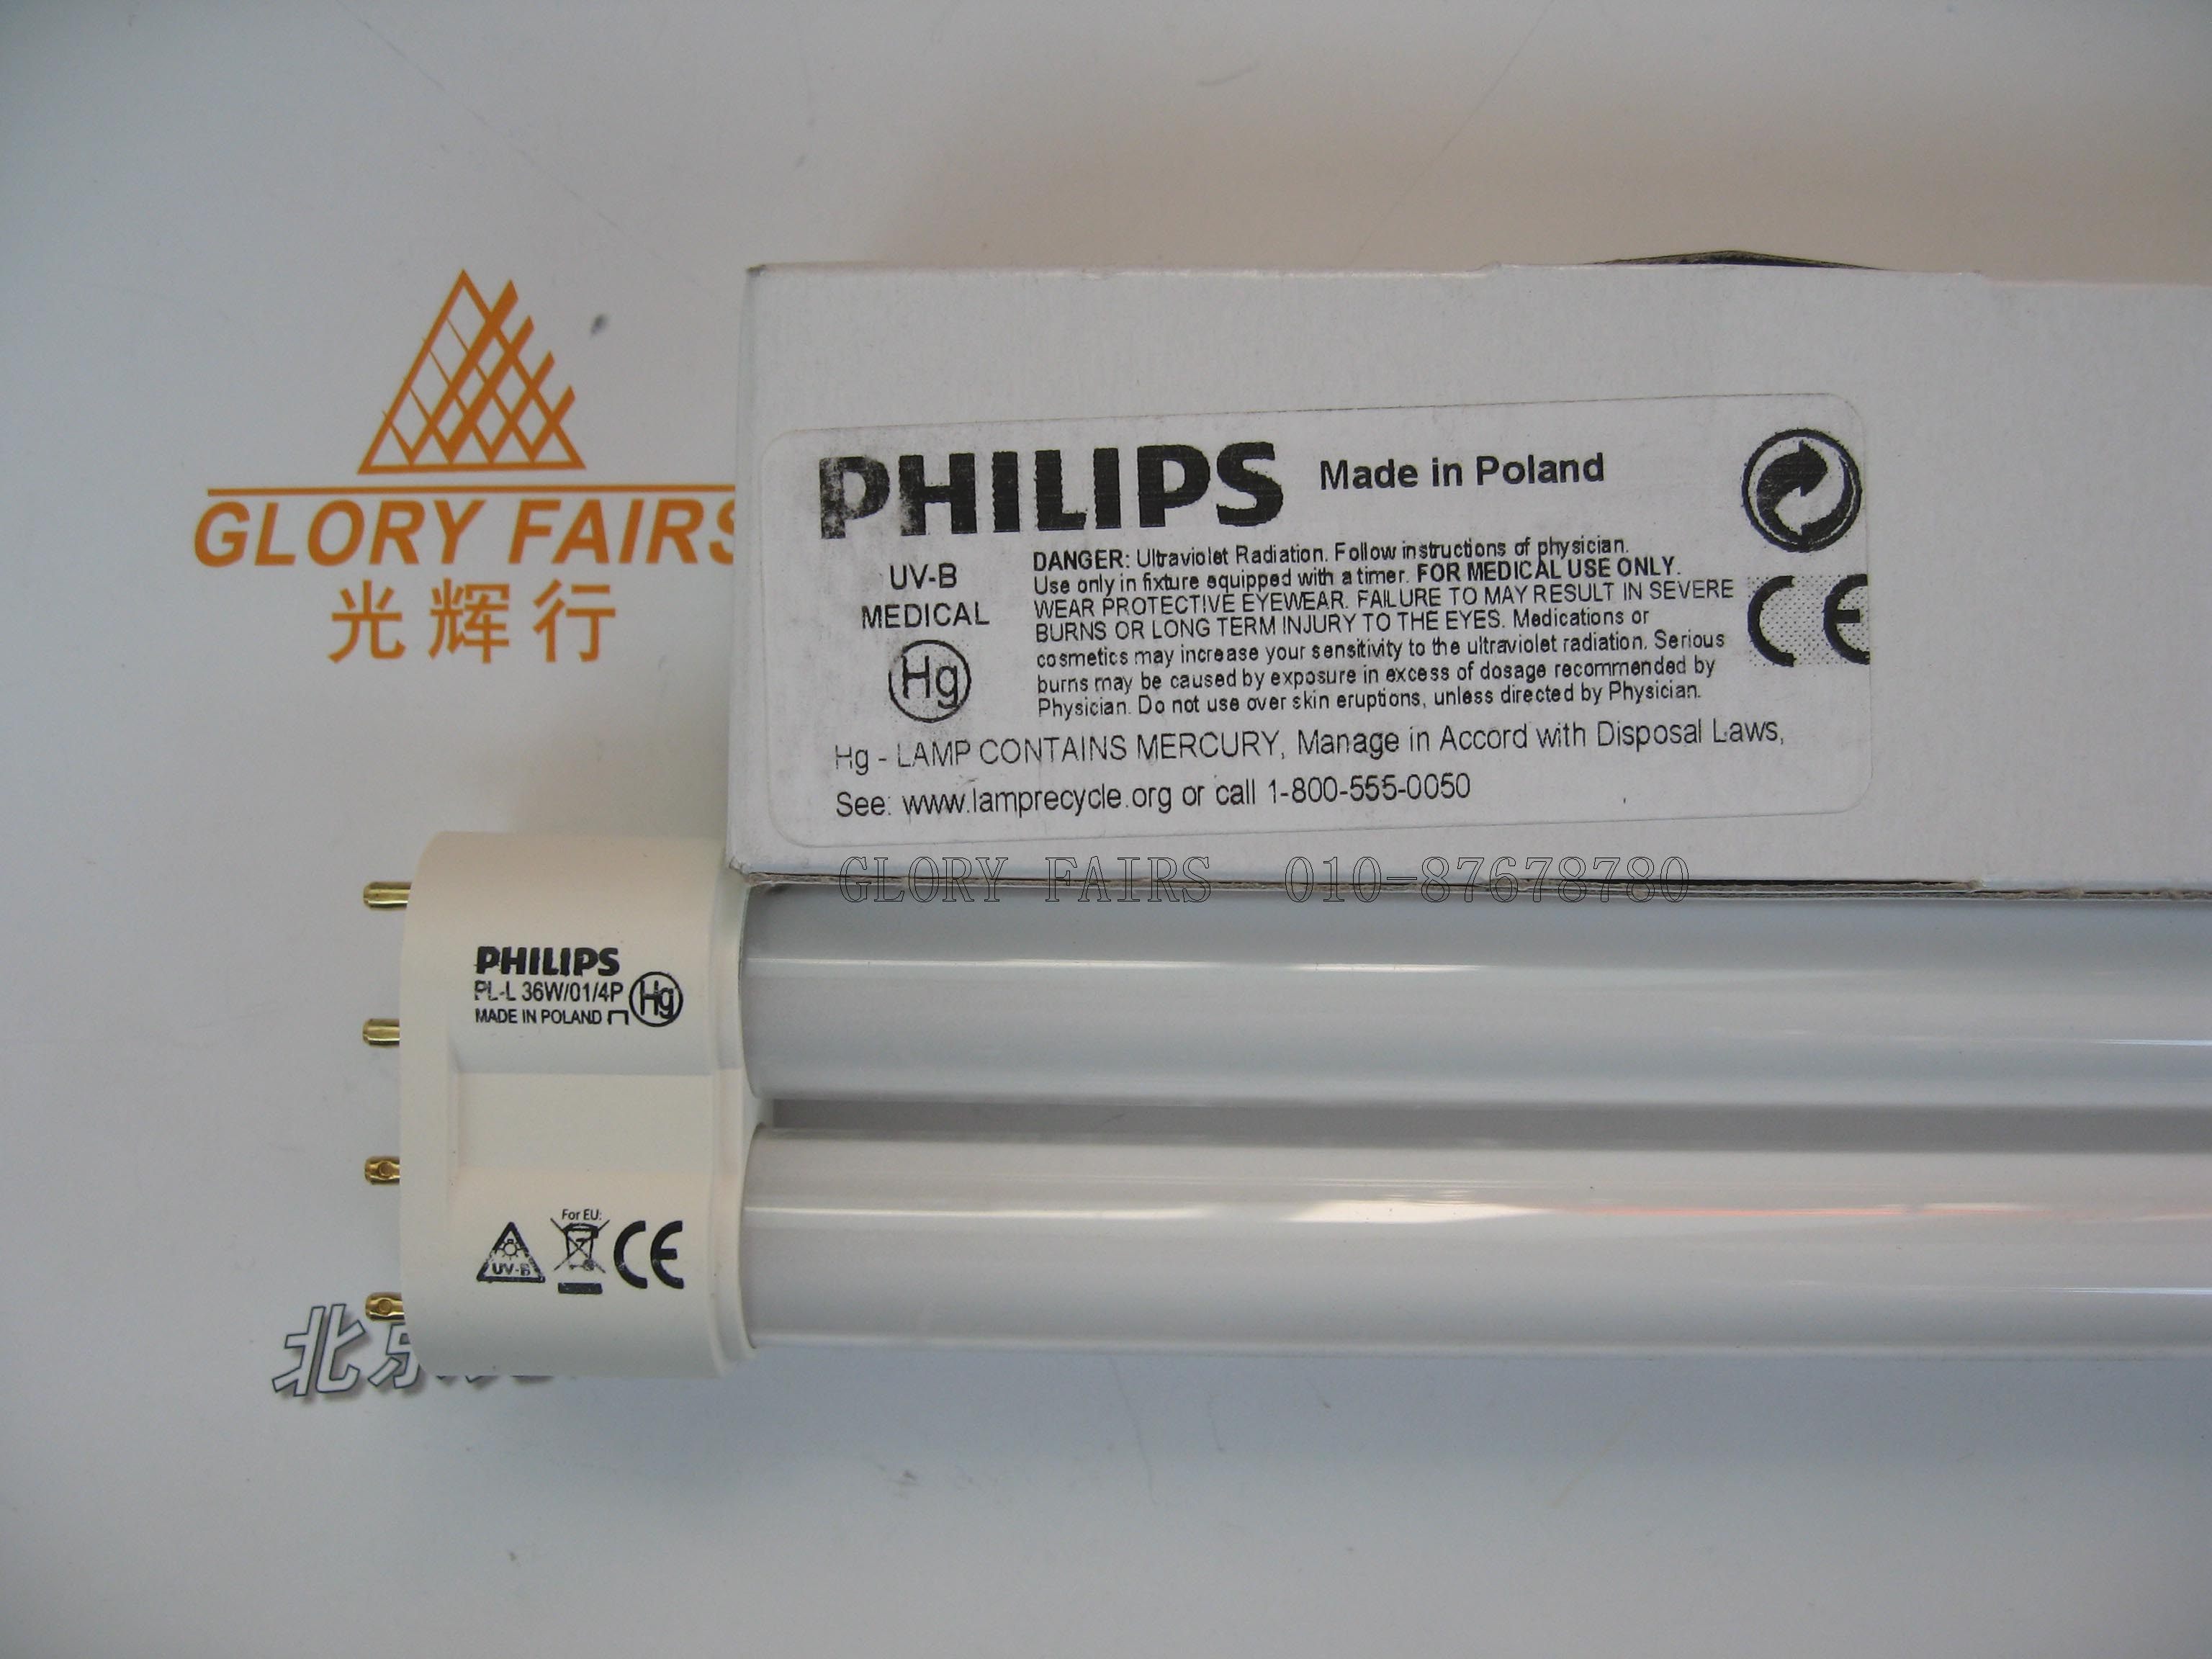 GLORY FAIRS
光辉行
PHILIPS Made in Poland
UV-B
MEDICAL
Hg
DANGER: Ultraviolet Radiation. Follow instructions of physician.
Use only in fixture equipped with a timer. FOR MEDICAL USE ONLY.
WEAR PROTECTIVE EYEWEAR. FAILURE TO MAY RESULT IN SEVERE
BURNS OR LONG TERM INJURY TO THE EYES. Medications or
cosmetics may increase your sensitivity to the ultraviolet radiation. Serious
burns may be caused by exposure in excess of dosage recommended by
Physician. Do not use over skin eruptions, unless directed by Physician.
CE
Hg - LAMP CONTAINS MERCURY, Manage in Accord with Disposal Laws,
See: www.lamprecycle.org or call 1-800-555-0050
GLORY FAIRS 010-87678780
PHILIPS
PL-L 36W/01/4P Hg
MADE IN POLAND
For EU:
UV-B CE
北京